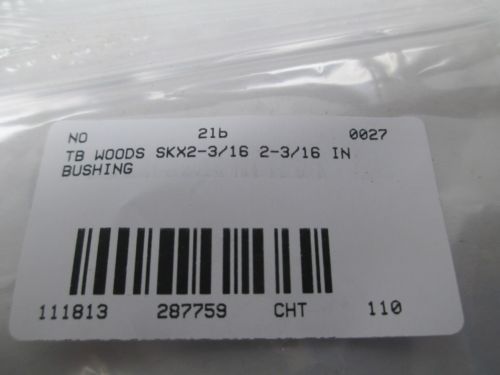 NO 21b 0027
TB WOODS SKX2-3/16 2-3/16 IN
BUSHING
111813 287759 CHT 110